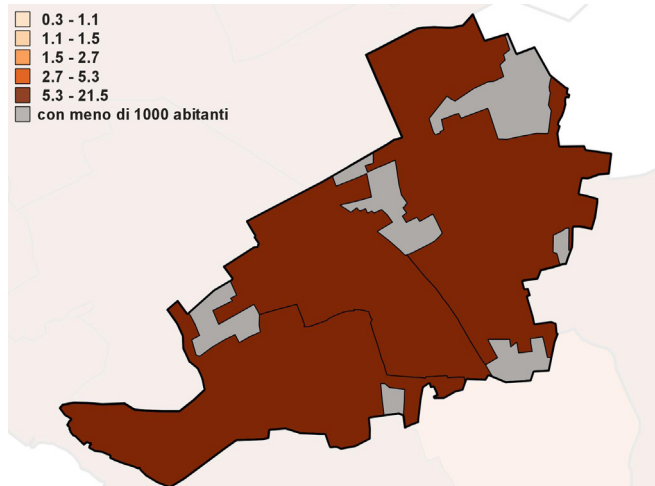 0.3 - 1.1
1.1 - 1.5
1.5 - 2.7
2.7 - 5.3
5.3 - 21.5
con meno di 1000 abitanti